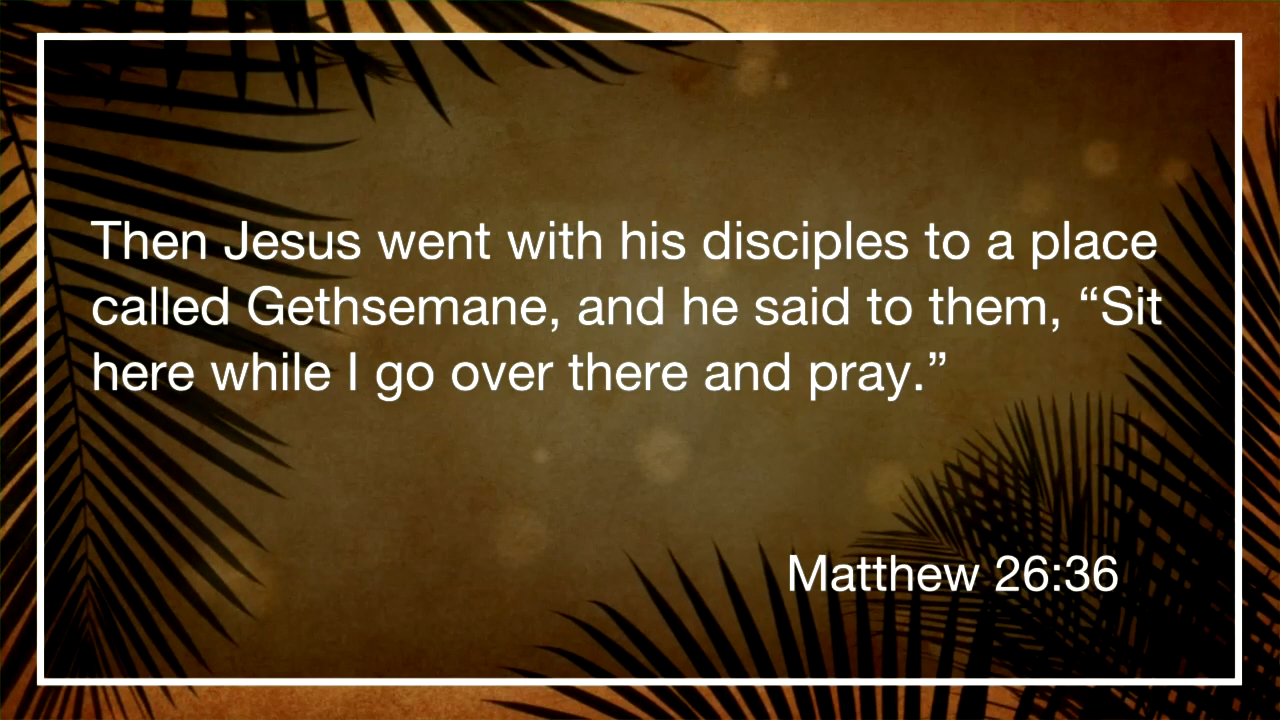 Then Jesus went with his disciples to a place
called Gethsemane, and he said to them, “Sit
here while I go over there and pray.”
Matthew 26:36